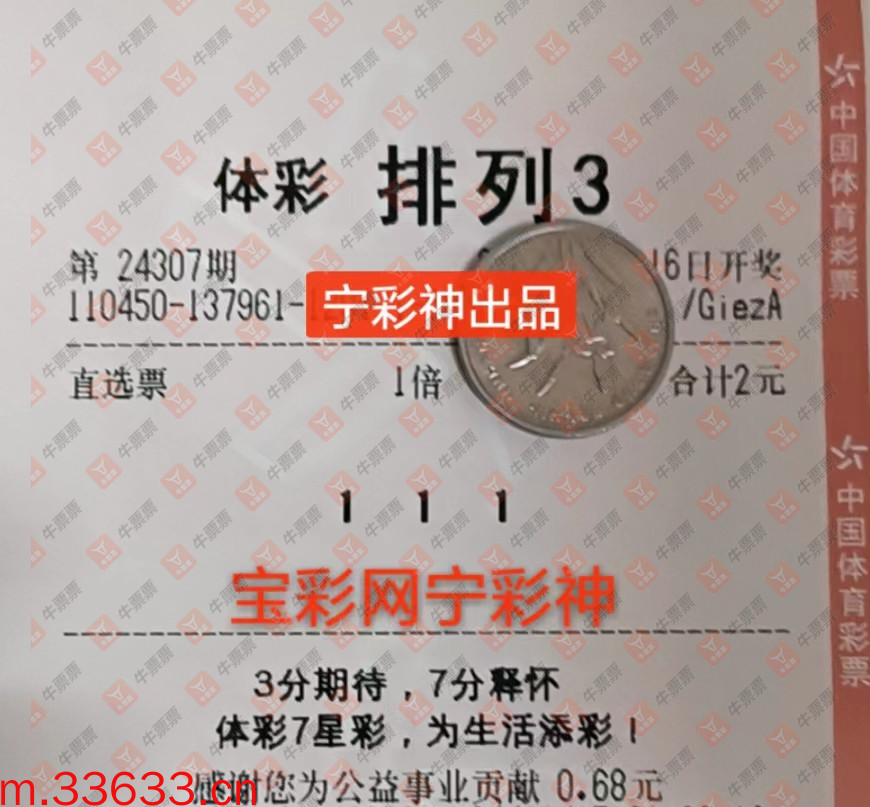 体彩 排列3
第 24307期 16日开奖
110450-137961- /GiezA
宁彩神出品
直选票 1倍 合计2元
1 1 1
宝彩网宁彩神
3分期待，7分释怀
体彩7星彩，为生活添彩！
感谢您为公益事业贡献 0.68元
m.33633.cn
中国体育彩票
中国体育彩票
牛票票